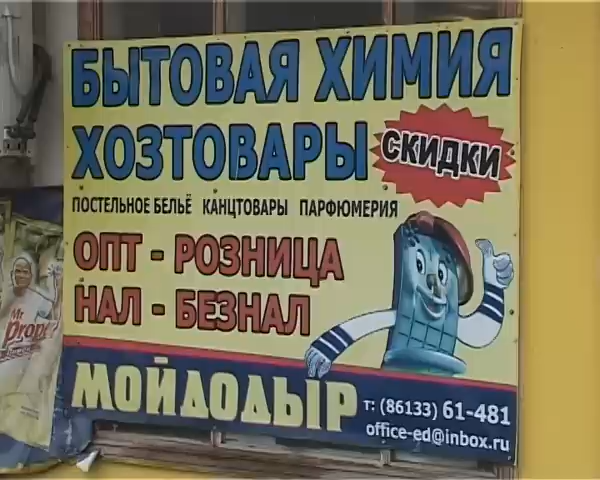 БЫТОВАЯ ХИМИЯ
ХОЗТОВАРЫ
СКИДКИ
ПОСТЕЛЬНОЕ БЕЛЬЁ КАНЦТОВАРЫ ПАРФЮМЕРИЯ
ОПТ - РОЗНИЦА
НАЛ - БЕЗНАЛ
МОЙДОДЫР
т: (86133) 61-481
office-ed@inbox.ru
Mr
Proper